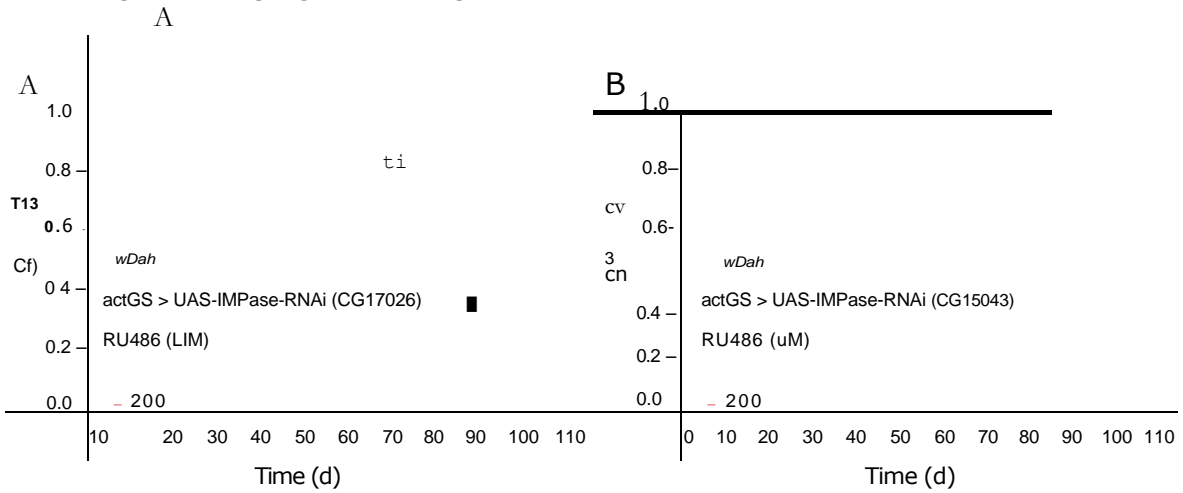 A
A
1.0
0.8
ti
T13
0.6
Cf)
wDah
0 4
actGS > UAS-IMPase-RNAi (CG17026)
RU486 (LIM)
0.2
0.0
– 200
10 20 30 40 50 60 70 80 90 100 110
Time (d)
B
1.0
0.8
cv
0.6-
3
cn
wDah
actGS > UAS-IMPase-RNAi (CG15043)
0.4
RU486 (uM)
0.2
0.0
– 200
0 10 20 30 40 50 60 70 80 90 100 110
Time (d)